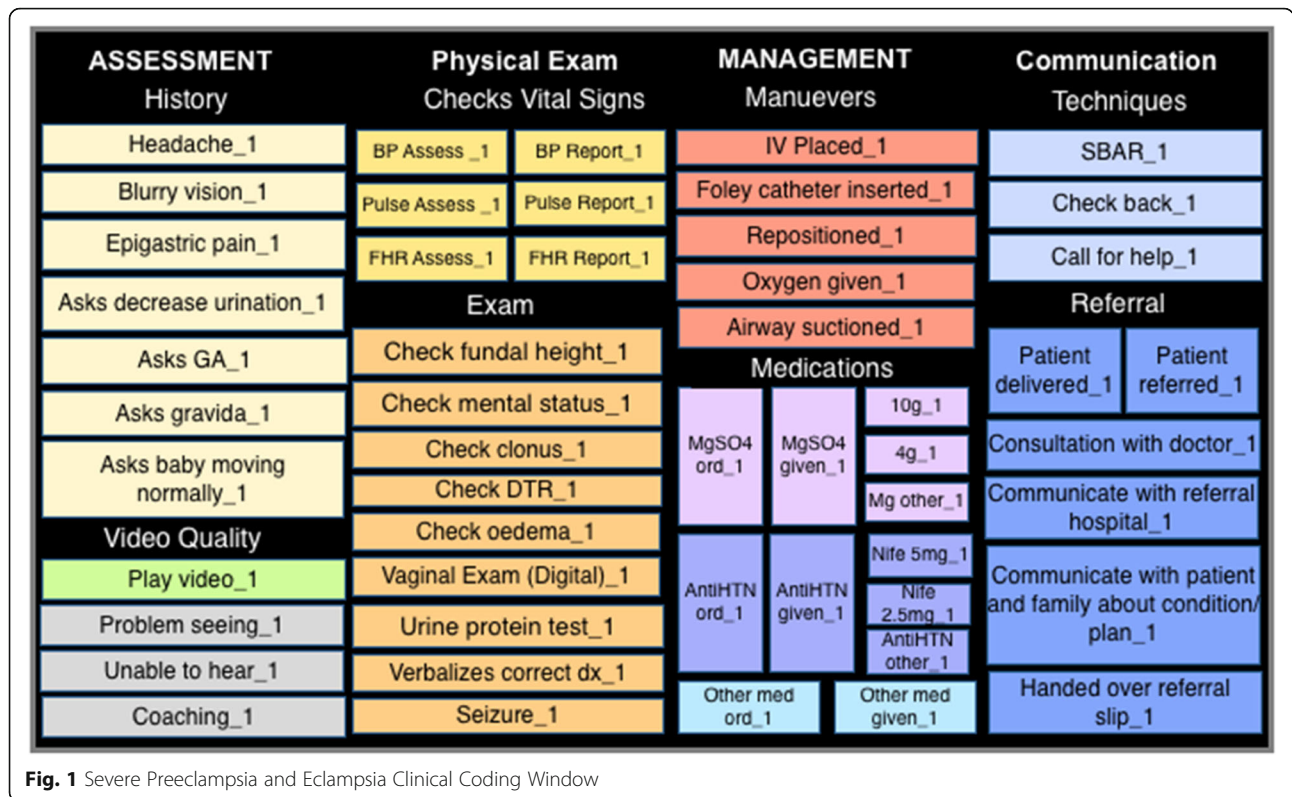 ASSESSMENT
History
Headache_1
Blurry vision_1
Epigastric pain_1
Asks decrease urination_1
Asks GA_1
Asks gravida_1
Asks baby moving
normally_1
Video Quality
Play video_1
Problem seeing_1
Unable to hear_1
Coaching_1
Physical Exam
Checks Vital Signs
BP Assess _1
BP Report_1
Pulse Assess _1
Pulse Report_1
FHR Assess_1
FHR Report_1
Exam
Check fundal height_1
Check mental status_1
Check clonus_1
Check DTR_1
Check oedema_1
Vaginal Exam (Digital)_1
Urine protein test_1
Verbalizes correct dx_1
Seizure_1
MANAGEMENT
Manuevers
IV Placed_1
Foley catheter inserted_1
Repositioned_1
Oxygen given_1
Airway suctioned_1
Medications
MgSO4
ord_1
MgSO4
given_1
10g_1
4g_1
Mg other_1
AntiHTN
ord_1
AntiHTN
given_1
Nife 5mg_1
Nife
2.5mg_1
AntiHTN
other_1
Other med
ord_1
Other med
given_1
Communication
Techniques
SBAR_1
Check back_1
Call for help_1
Referral
Patient
delivered_1
Patient
referred_1
Consultation with doctor_1
Communicate with referral
hospital_1
Communicate with patient
and family about condition/
plan_1
Handed over referral
slip_1
Fig. 1 Severe Preeclampsia and Eclampsia Clinical Coding Window